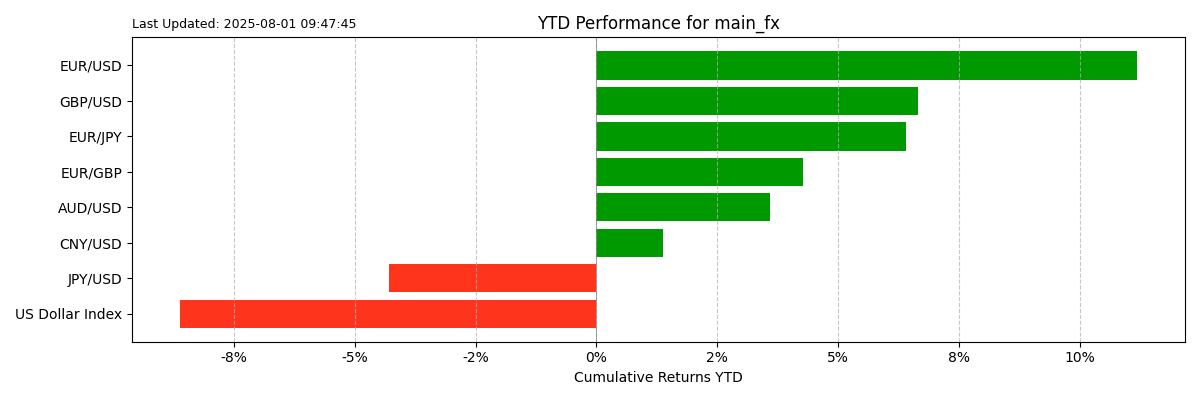 Last Updated: 2025-08-01 09:47:45
YTD Performance for main_fx
EUR/USD
GBP/USD
EUR/JPY
EUR/GBP
AUD/USD
CNY/USD
JPY/USD
US Dollar Index
-8% -5% -2% 0% 2% 5% 8% 10%
Cumulative Returns YTD